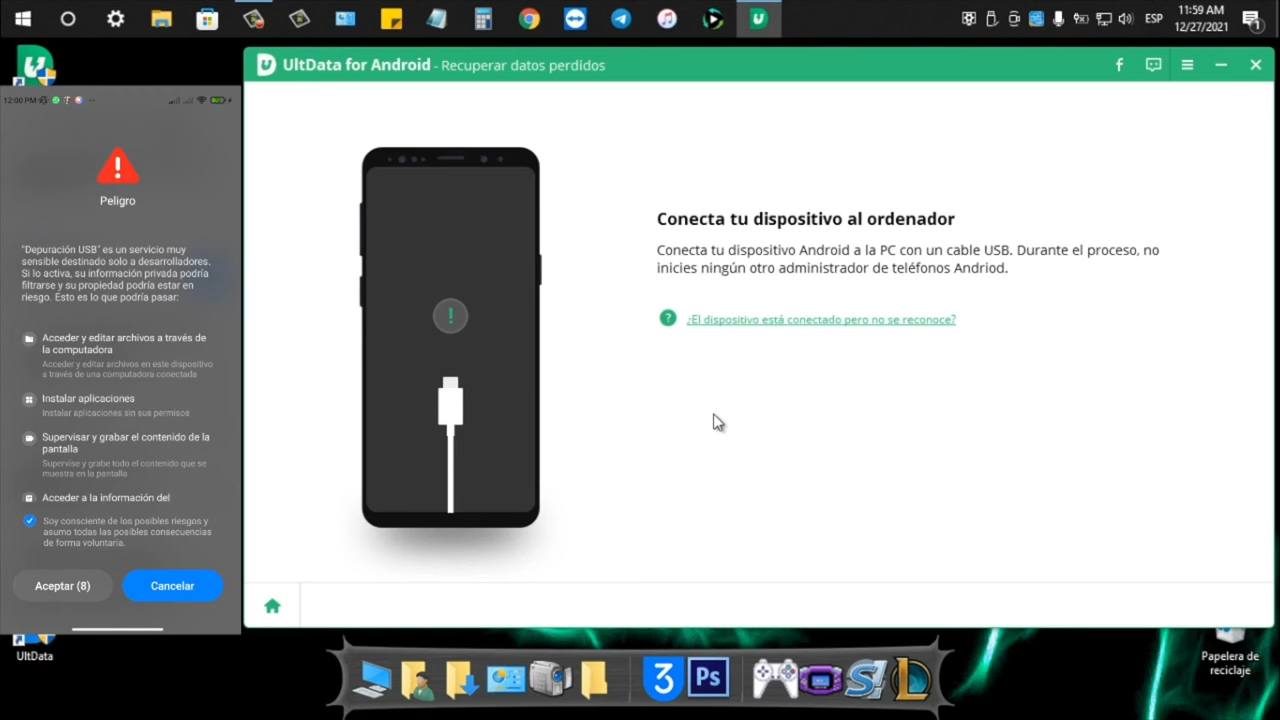 ESP
11:59 AM
12/27/2021
1
UltData for Android - Recuperar datos perdidos
12:00 PM
Peligro
"Depuración USB" es un servicio muy
sensible destinado solo a desarrolladores.
Si lo activa, su información privada podría
filtrarse y su propiedad podría estar en
riesgo. Esto es lo que podría pasar:
Acceder y editar archivos a través de
la computadora
Acceder y editar archivos en este dispositivo
a través de una computadora conectada
Instalar aplicaciones
Instalar aplicaciones sin sus permisos
Supervisar y grabar el contenido de la
pantalla
Supervise y grabe todo el contenido que se
muestra en la pantalla
Acceder a la información del
Soy consciente de los posibles riesgos y
asumo todas las posibles consecuencias
de forma voluntaria.
Aceptar (8)
Cancelar
Conecta tu dispositivo al ordenador
Conecta tu dispositivo Android a la PC con un cable USB. Durante el proceso, no
inicies ningún otro administrador de teléfonos Andriod.
¿El dispositivo está conectado pero no se reconoce?
UltData
3
Ps
Papelera de
reciclaje